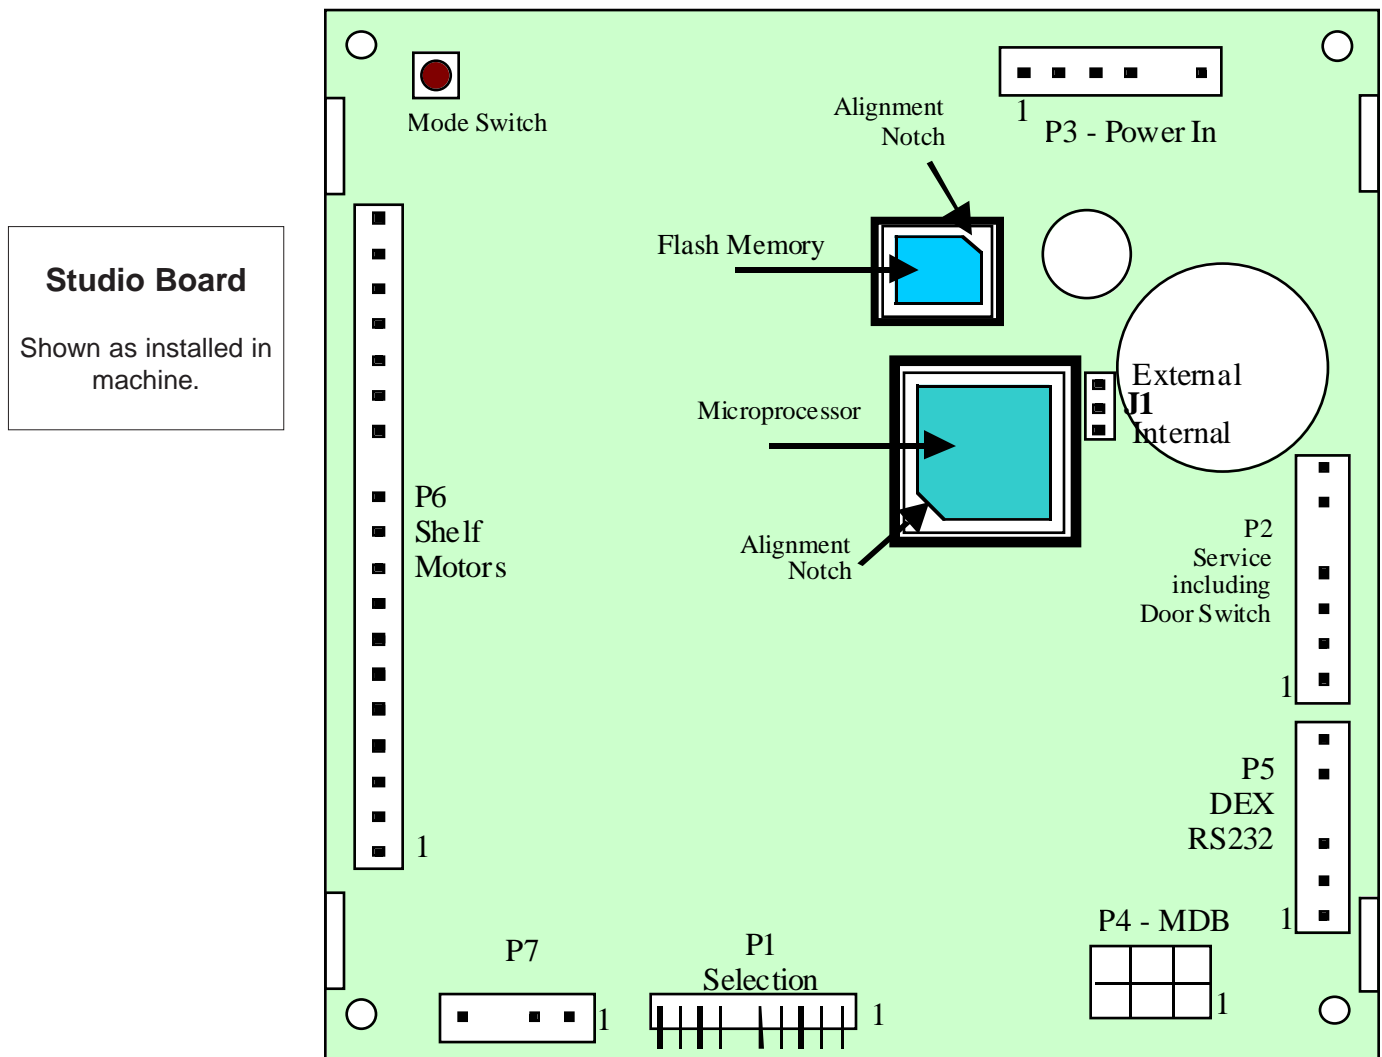 Studio Board
Shown as installed in
machine.
Mode Switch
1
P3 - Power In
Alignment
Notch
Flash Memory
External
J1
Internal
Microprocessor
Alignment
Notch
P6
Shelf
Motors
1
P2
Service
including
Door Switch
1
P5
DEX
RS232
1
P4 - MDB
1
P7
1
P1
Selection
1